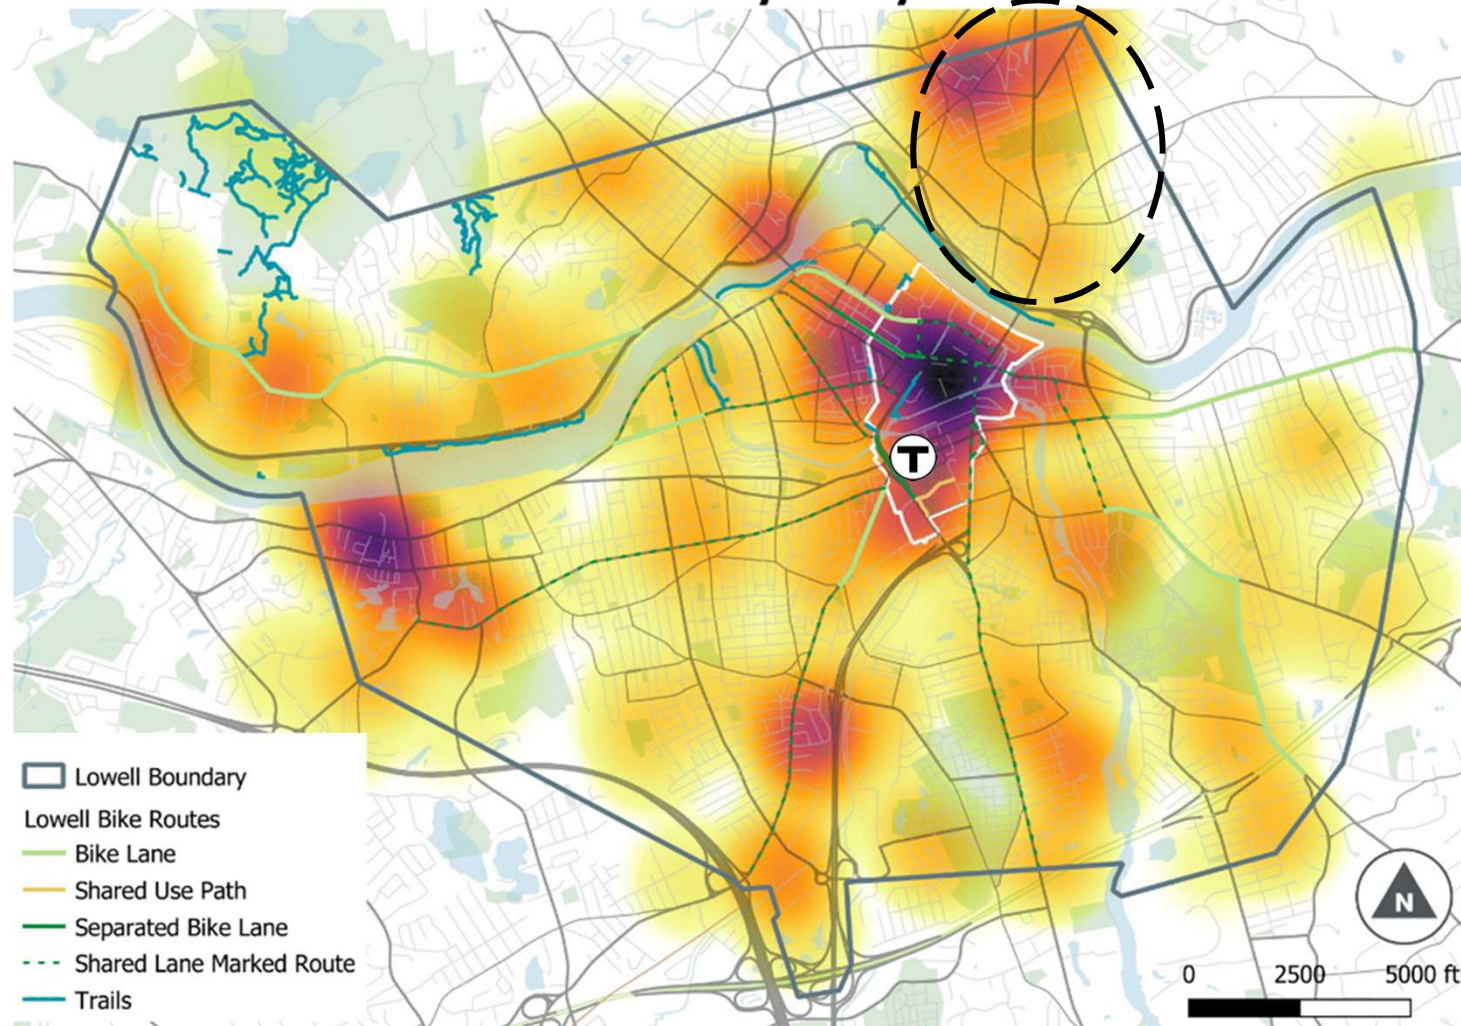 T
Lowell Boundary
Lowell Bike Routes
Bike Lane
Shared Use Path
Separated Bike Lane
Shared Lane Marked Route
Trails
N
0 2500 5000 ft